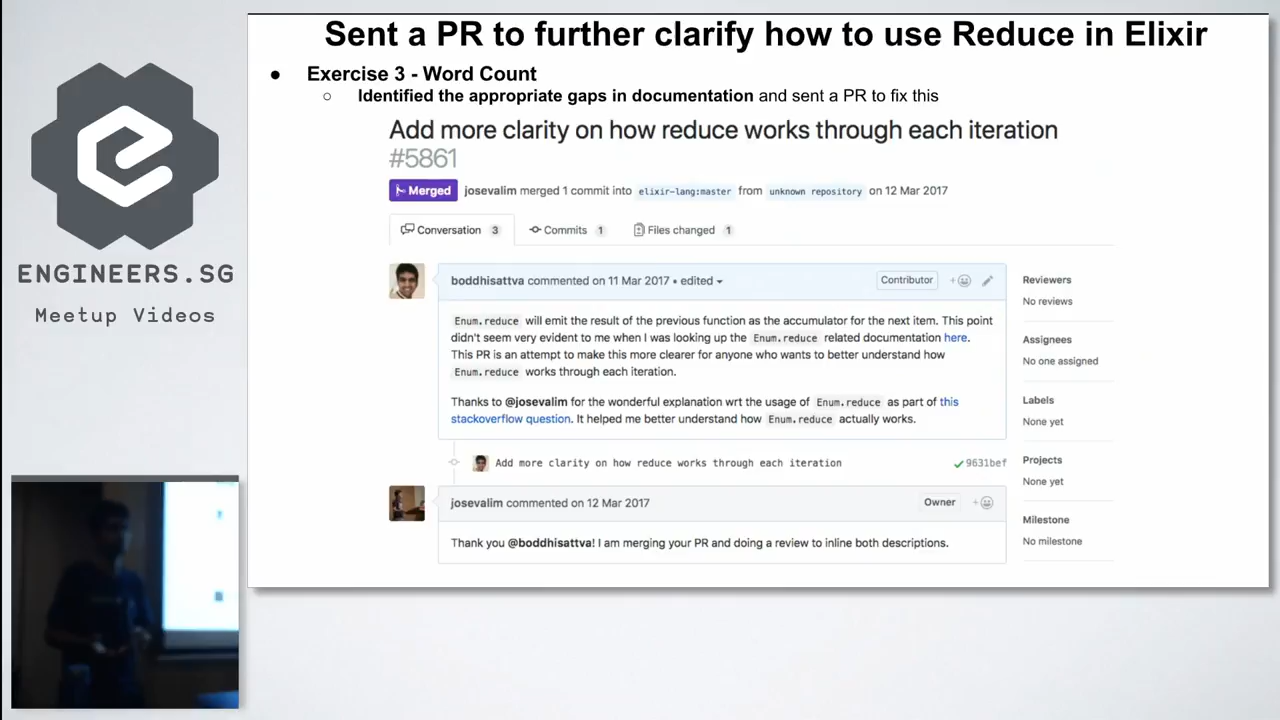 Sent a PR to further clarify how to use Reduce in Elixir
● Exercise 3 - Word Count
○ Identified the appropriate gaps in documentation and sent a PR to fix this
Add more clarity on how reduce works through each iteration
#5861
Merged josevalim merged 1 commit into elixir-lang:master from unknown repository on 12 Mar 2017
Conversation 3 Commits 1 Files changed 1
boddhisattva commented on 11 Mar 2017 • edited Contributor
Enum.reduce will emit the result of the previous function as the accumulator for the next item. This point
didn't seem very evident to me when I was looking up the Enum.reduce related documentation here.
This PR is an attempt to make this more clearer for anyone who wants to better understand how
Enum.reduce works through each iteration.
Thanks to @josevalim for the wonderful explanation wrt the usage of Enum.reduce as part of this
stackoverflow question. It helped me better understand how Enum.reduce actually works.
Add more clarity on how reduce works through each iteration 9631bef
josevalim commented on 12 Mar 2017 Owner
Thank you @boddhisattva! I am merging your PR and doing a review to inline both descriptions.
Reviewers
No reviews
Assignees
No one assigned
Labels
None yet
Projects
None yet
Milestone
No milestone
ENGINEERS.SG
Meetup Videos